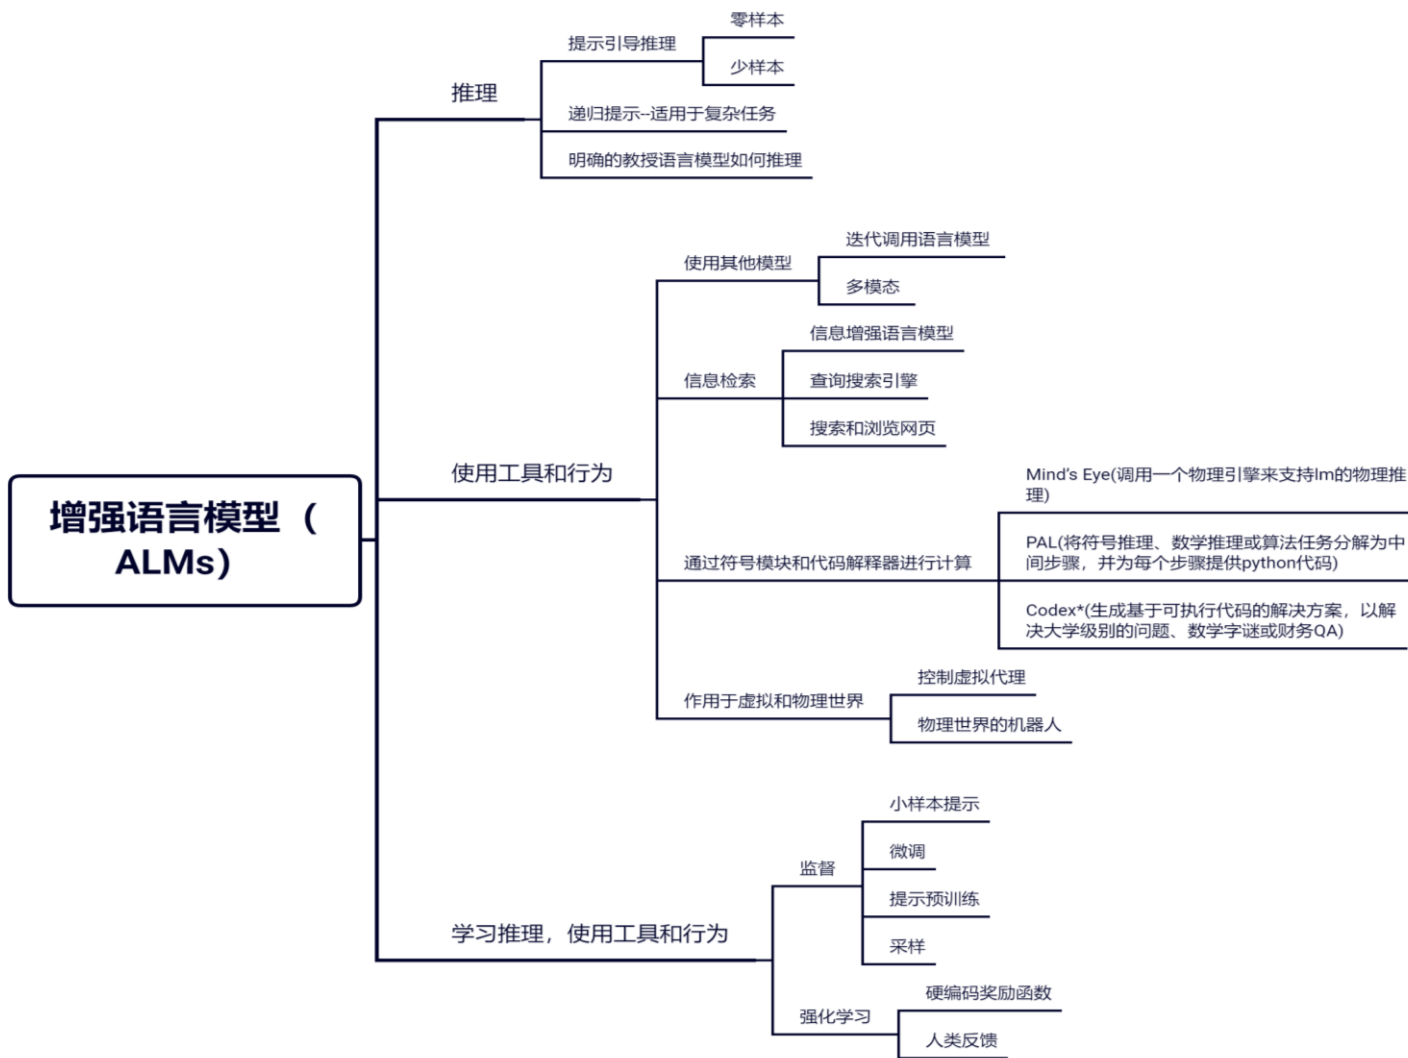 零样本
提示引导推理
少样本
推理
递归提示--适用于复杂任务
明确的教授语言模型如何推理
迭代调用语言模型
使用其他模型
多模态
信息增强语言模型
信息检索
查询搜索引擎
搜索和浏览网页
使用工具和行为
Mind's Eye(调用一个物理引擎来支持lm的物理推
理)
PAL(将符号推理、数学推理或算法任务分解为中
间步骤，并为每个步骤提供python代码)
通过符号模块和代码解释器进行计算
Codex*(生成基于可执行代码的解决方案，以解
决大学级别的问题、数学字谜或财务QA)
控制虚拟代理
作用于虚拟和物理世界
物理世界的机器人
增强语言模型（
ALMs）
小样本提示
微调
监督
提示预训练
采样
学习推理，使用工具和行为
硬编码奖励函数
强化学习
人类反馈